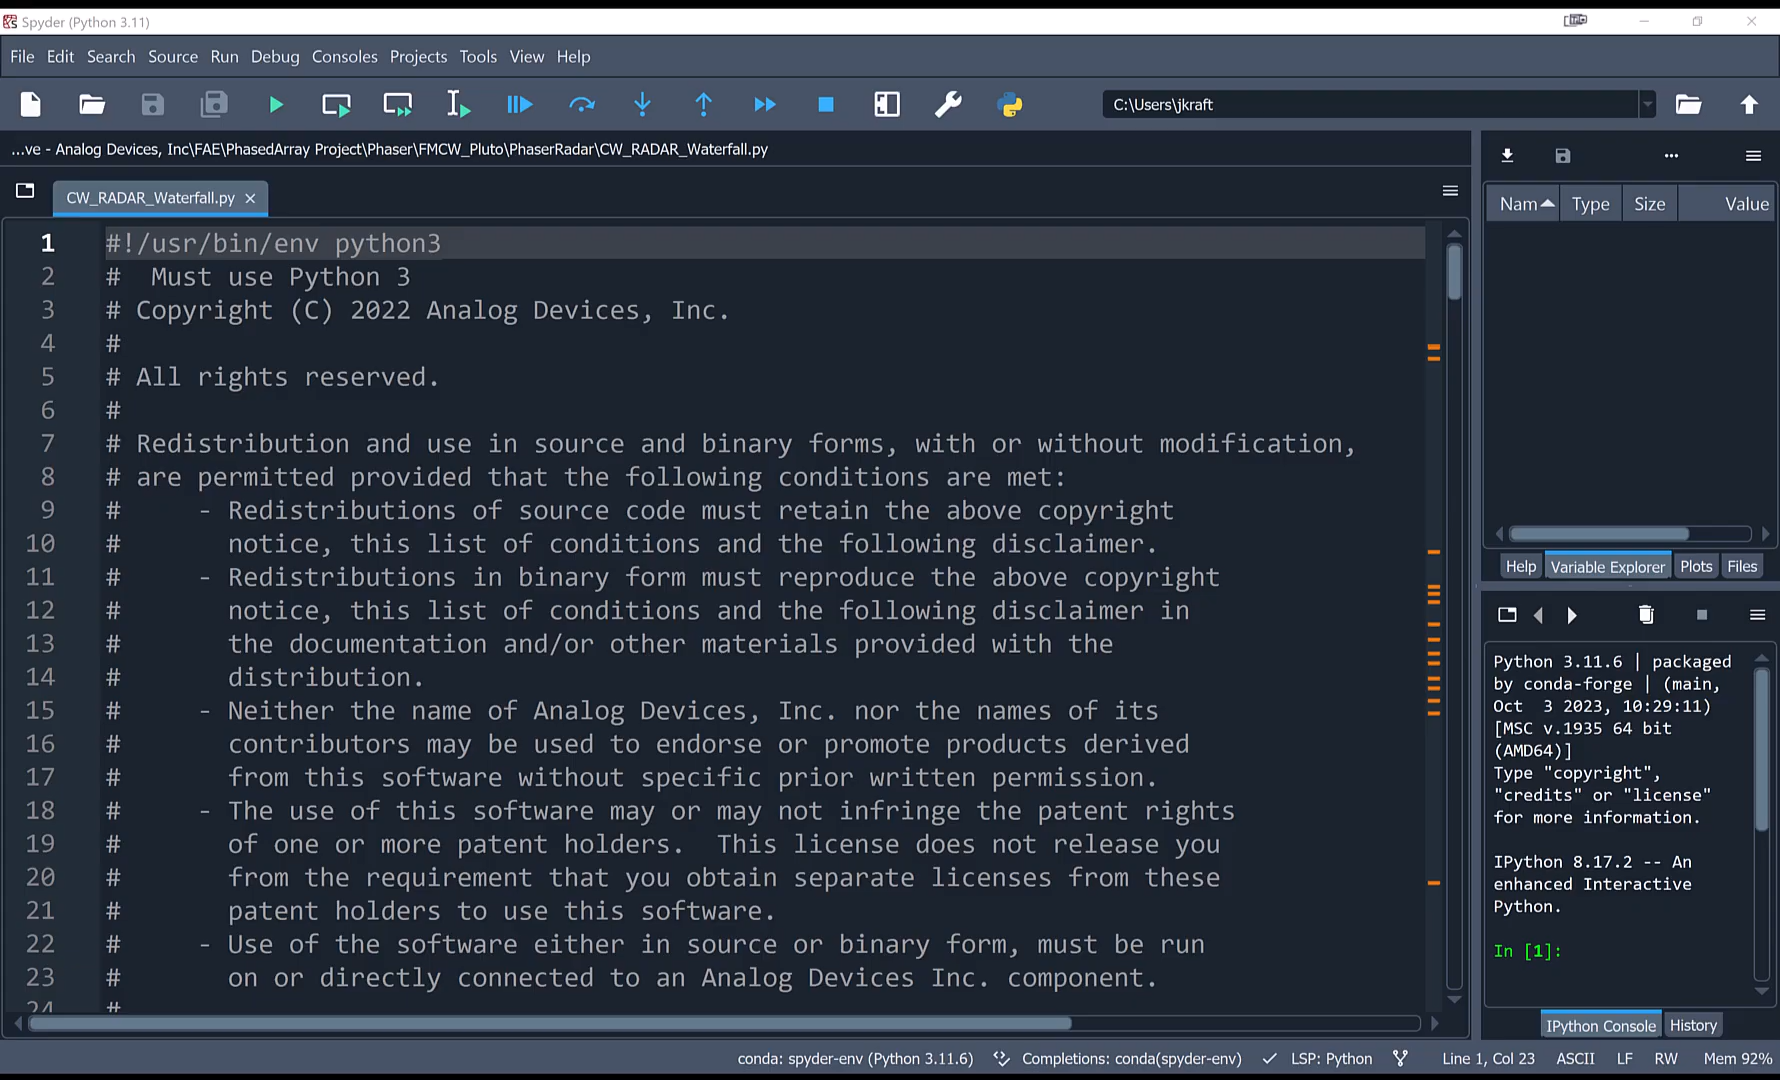 Spyder (Python 3.11)
File Edit Search Source Run Debug Consoles Projects Tools View Help
C:\Users\jkraft
...ve - Analog Devices, Inc\FAE\PhasedArray Project\Phaser\FMCW_Pluto\PhaserRadar\CW_RADAR_Waterfall.py
CW_RADAR_Waterfall.py
1 #!/usr/bin/env python3
2 #  Must use Python 3
3 # Copyright (C) 2022 Analog Devices, Inc.
4 #
5 # All rights reserved.
6 #
7 # Redistribution and use in source and binary forms, with or without modification,
8 # are permitted provided that the following conditions are met:
9 #     - Redistributions of source code must retain the above copyright
10 #       notice, this list of conditions and the following disclaimer.
11 #     - Redistributions in binary form must reproduce the above copyright
12 #       notice, this list of conditions and the following disclaimer in
13 #       the documentation and/or other materials provided with the
14 #       distribution.
15 #     - Neither the name of Analog Devices, Inc. nor the names of its
16 #       contributors may be used to endorse or promote products derived
17 #       from this software without specific prior written permission.
18 #     - The use of this software may or may not infringe the patent rights
19 #       of one or more patent holders.  This license does not release you
20 #       from the requirement that you obtain separate licenses from these
21 #       patent holders to use this software.
22 #     - Use of the software either in source or binary form, must be run
23 #       on or directly connected to an Analog Devices Inc. component.
24 #
Nam Type Size Value
Help Variable Explorer Plots Files
Python 3.11.6 | packaged
by conda-forge | (main,
Oct  3 2023, 10:29:11)
[MSC v.1935 64 bit
(AMD64)]
Type "copyright",
"credits" or "license"
for more information.
IPython 8.17.2 -- An
enhanced Interactive
Python.
In [1]:
IPython Console History
conda: spyder-env (Python 3.11.6) Completions: conda(spyder-env) LSP: Python Line 1, Col 23 ASCII LF RW Mem 92%